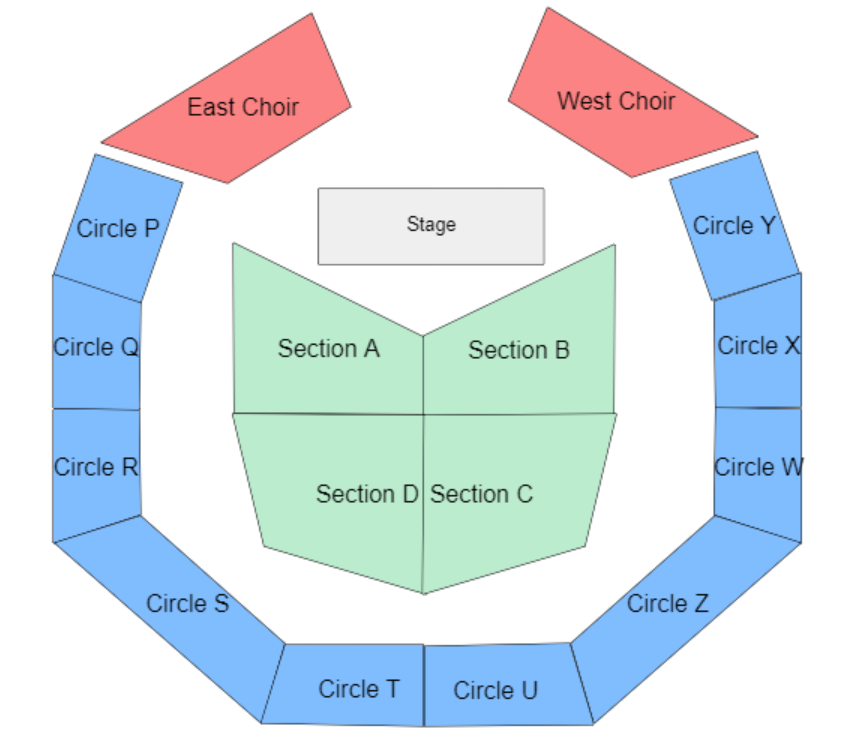 East Choir
West Choir
Circle P
Stage
Circle Y
Circle Q
Section A
Section B
Circle X
Circle R
Section D
Section C
Circle W
Circle S
Circle Z
Circle T
Circle U